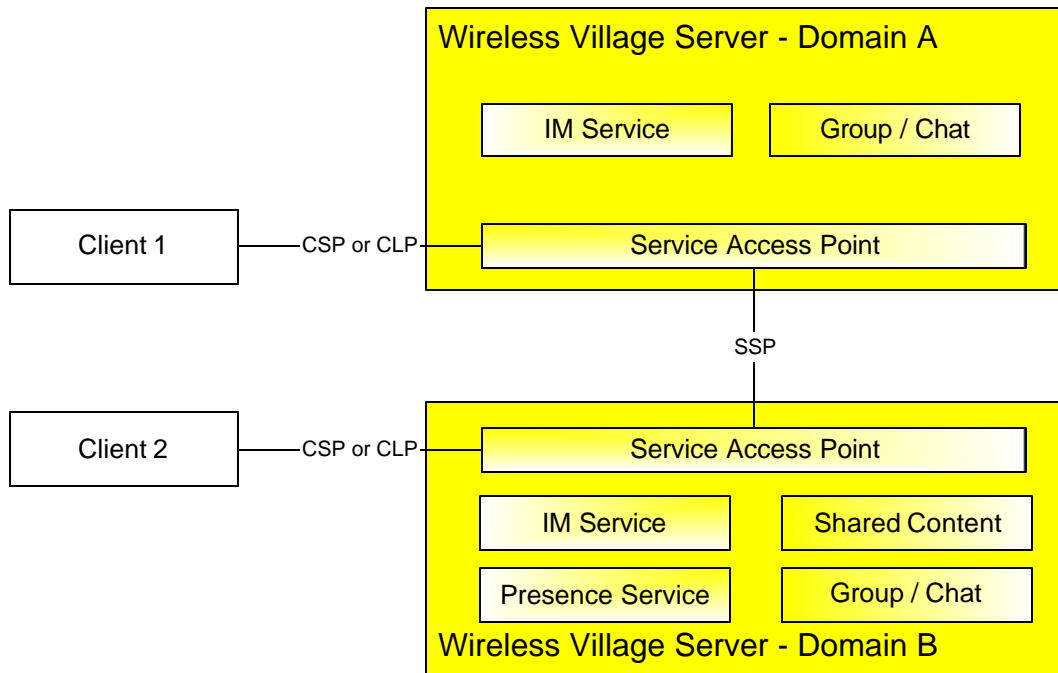 Wireless Village Server - Domain A
IM Service
Group / Chat
Client 1
CSP or CLP
Service Access Point
SSP
Client 2
CSP or CLP
Service Access Point
IM Service
Shared Content
Presence Service
Group / Chat
Wireless Village Server - Domain B